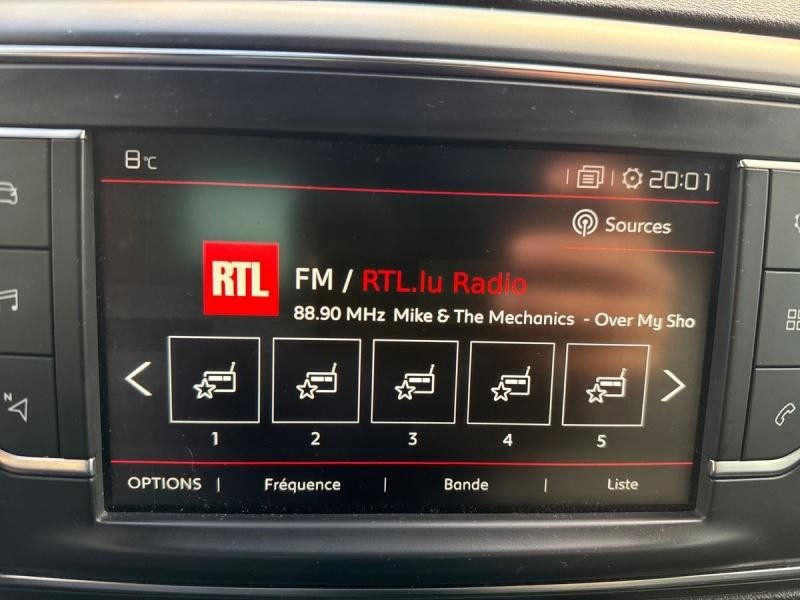 8°C
20:01
Sources
RTL
FM / RTL.lu Radio
88.90 MHz Mike & The Mechanics - Over My Sho
1 2 3 4 5
OPTIONS | Fréquence | Bande | Liste
N